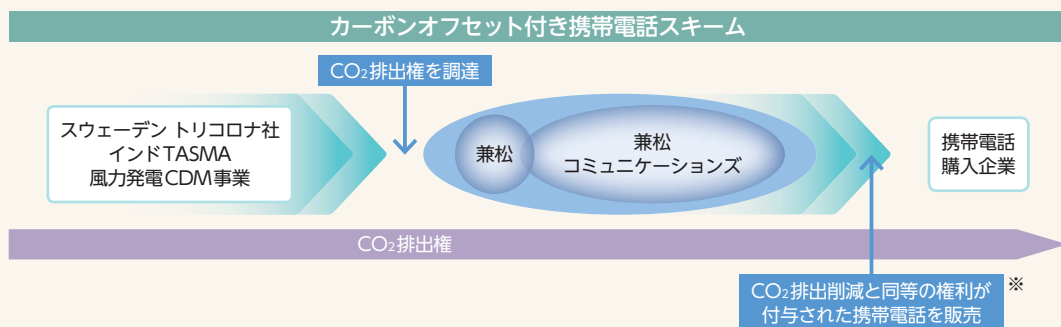 カーボンオフセット付き携帯電話スキーム
CO₂排出権を調達
スウェーデン トリコロナ社
インドTASMA
風力発電CDM事業
兼松
兼松
コミュニケーションズ
携帯電話
購入企業
CO₂排出権
CO₂排出削減と同等の権利が
付与された携帯電話を販売
※